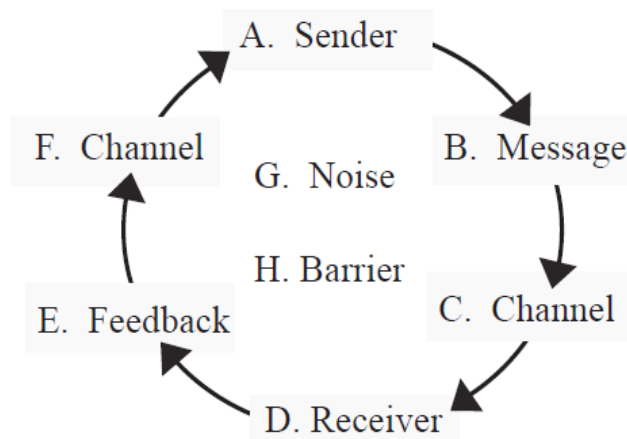 A. Sender
F. Channel
B. Message
G. Noise
H. Barrier
E. Feedback
C. Channel
D. Receiver